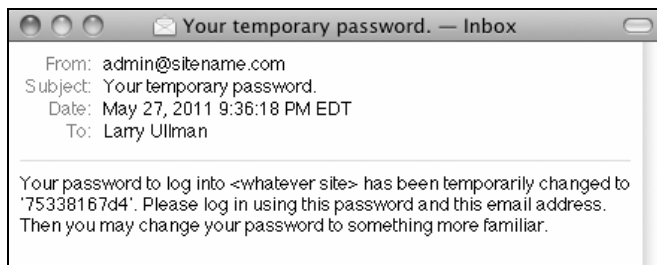 Your temporary password. — Inbox
From: admin@sitename.com
Subject: Your temporary password.
Date: May 27, 2011 9:36:18 PM EDT
To: Larry Ullman
Your password to log into <whatever site> has been temporarily changed to
'75338167d4'. Please log in using this password and this email address.
Then you may change your password to something more familiar.